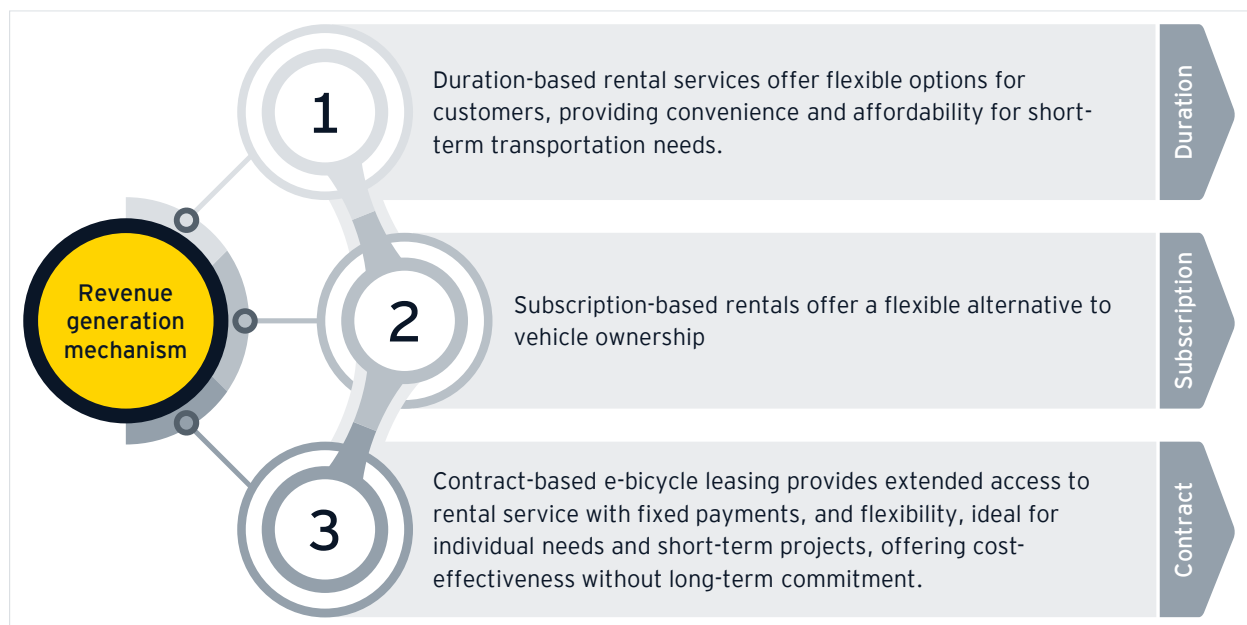 Revenue
generation
mechanism
1
Duration-based rental services offer flexible options for
customers, providing convenience and affordability for short-
term transportation needs.
Duration
2
Subscription-based rentals offer a flexible alternative to
vehicle ownership
Subscription
3
Contract-based e-bicycle leasing provides extended access to
rental service with fixed payments, and flexibility, ideal for
individual needs and short-term projects, offering cost-
effectiveness without long-term commitment.
Contract